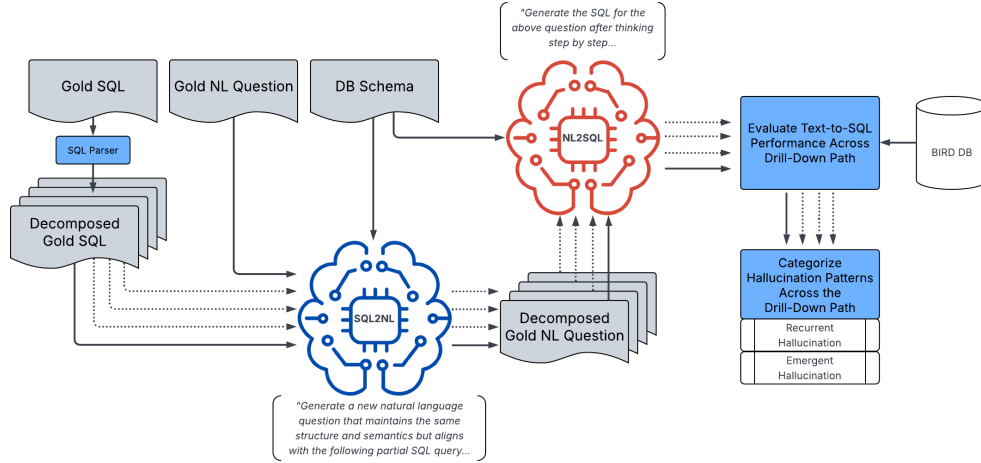 "Generate the SQL for the
above question after thinking
step by step...
Gold SQL
Gold NL Question
DB Schema
SQL Parser
NL2SQL
Evaluate Text-to-SQL
Performance Across
Drill-Down Path
BIRD DB
Decomposed
Gold SQL
SQL2NL
Decomposed
Gold NL Question
Categorize
Hallucination Patterns
Across the
Drill-Down Path
Recurrent
Hallucination
Emergent
Hallucination
"Generate a new natural language
question that maintains the same
structure and semantics but aligns
with the following partial SQL query...